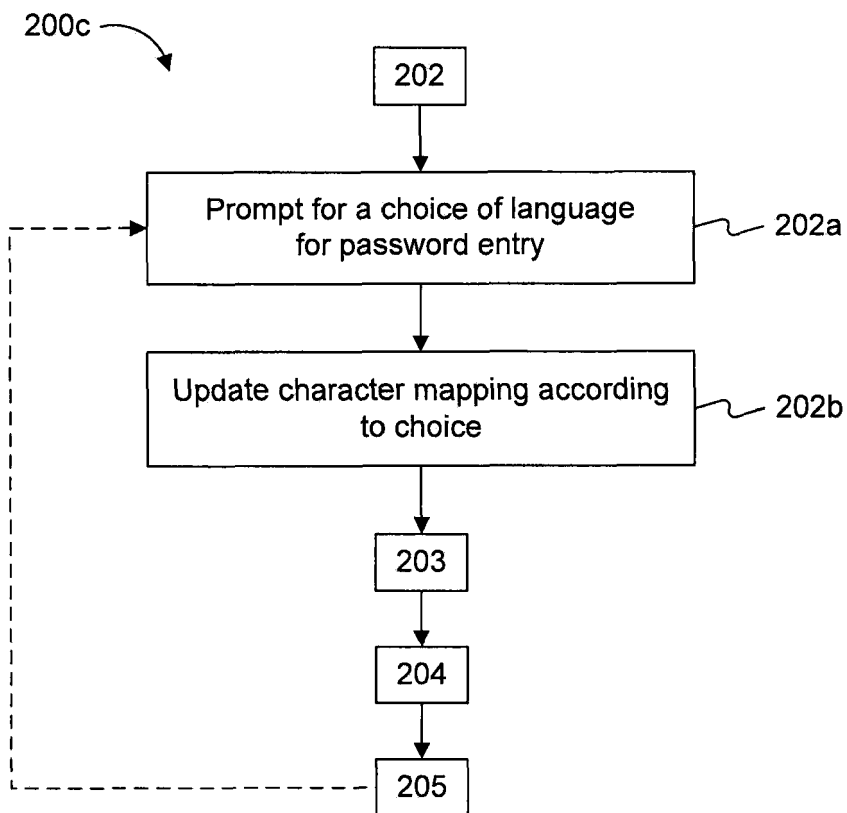 200c
202
Prompt for a choice of language
for password entry
202a
Update character mapping according
to choice
202b
203
204
205